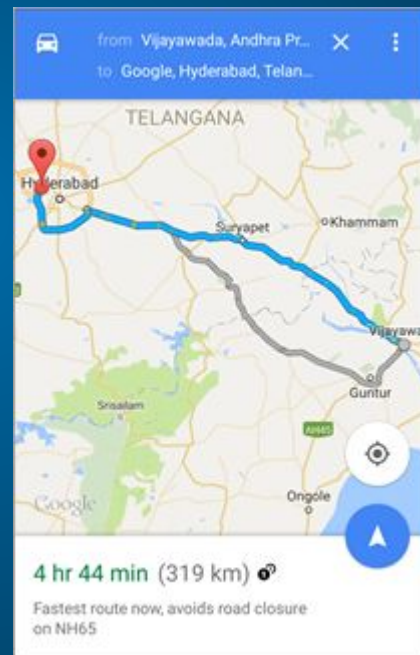 from Vijayawada, Andhra Pr...
to Google, Hyderabad, Telan...
TELANGANA
Hyderabad
Suryapet
Khammam
Vijayawa
Guntur
Srisailam
NH65
Ongole
Google
4 hr 44 min (319 km)
Fastest route now, avoids road closure
on NH65